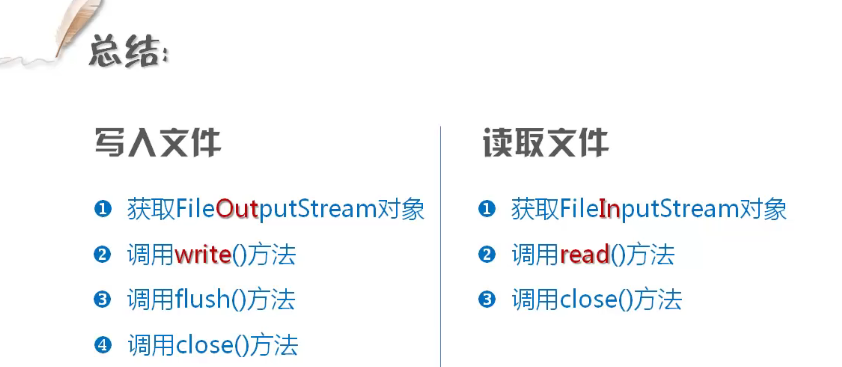 总结:
写入文件
❶ 获取FileOutputStream对象
❷ 调用write()方法
❸ 调用flush()方法
❹ 调用close()方法
读取文件
❶ 获取FileInputStream对象
❷ 调用read()方法
❸ 调用close()方法